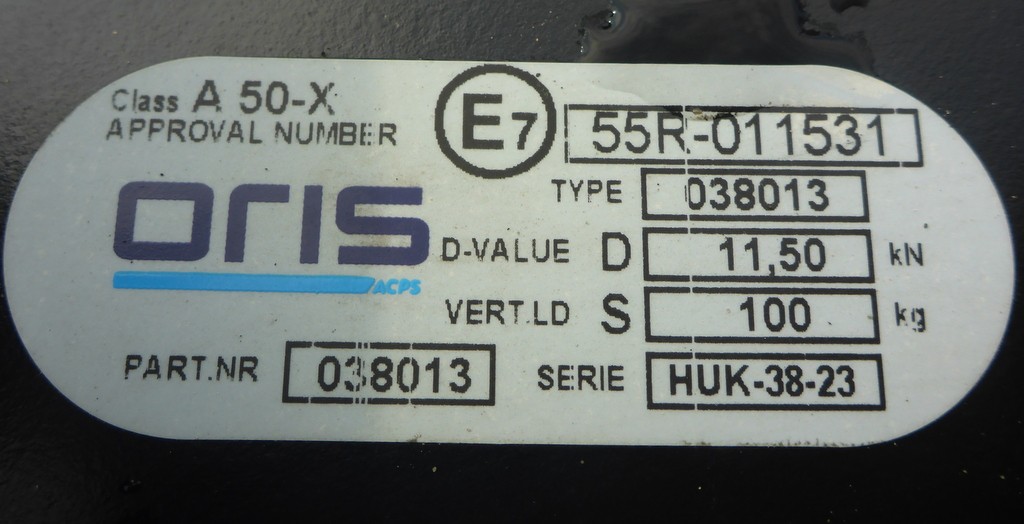 Class A 50-X
APPROVAL NUMBER E7 55R-011531
TYPE 038013
ORIS
ACPS
D-VALUE D 11,50 kN
VERT.LD S 100 kg
PART.NR 038013 SERIE HUK-38-23